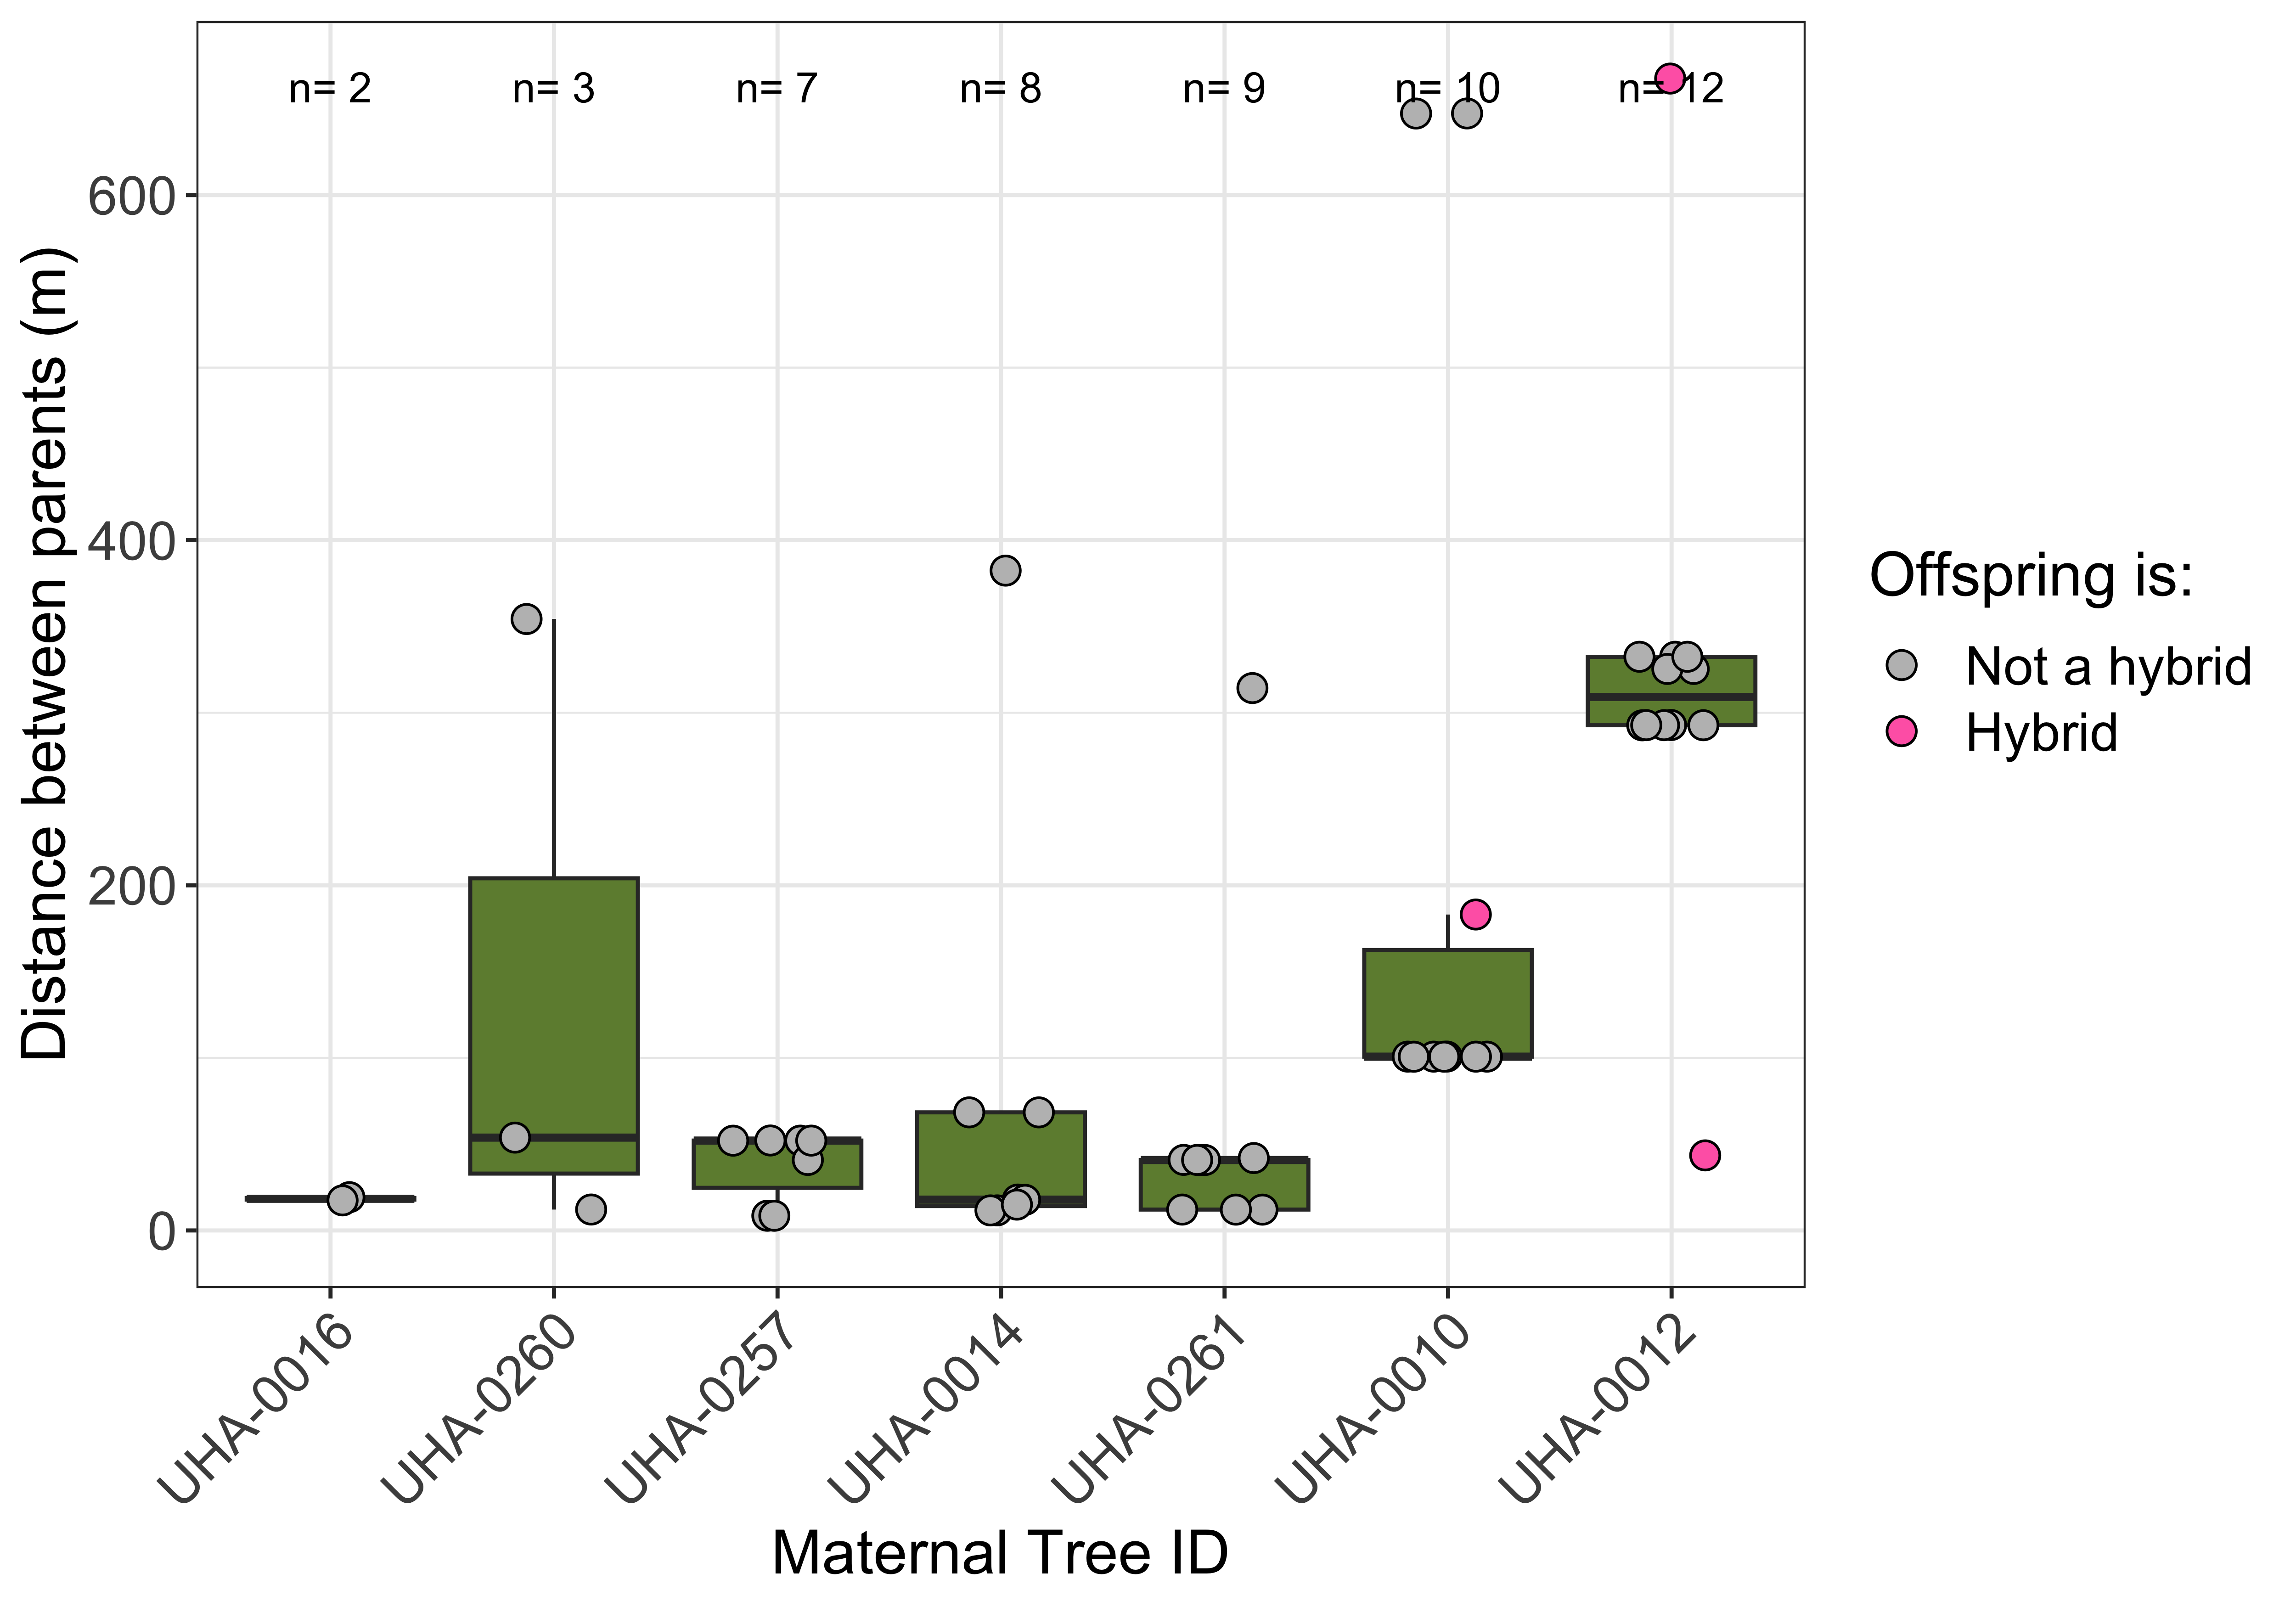 n= 2 n= 3 n= 7 n= 8 n= 9 n= 10 n= 12
600
400
200
0
Distance between parents (m)
UHA-0016 UHA-0260 UHA-0257 UHA-0014 UHA-0261 UHA-0010 UHA-0012
Maternal Tree ID
Offspring is:
Not a hybrid
Hybrid